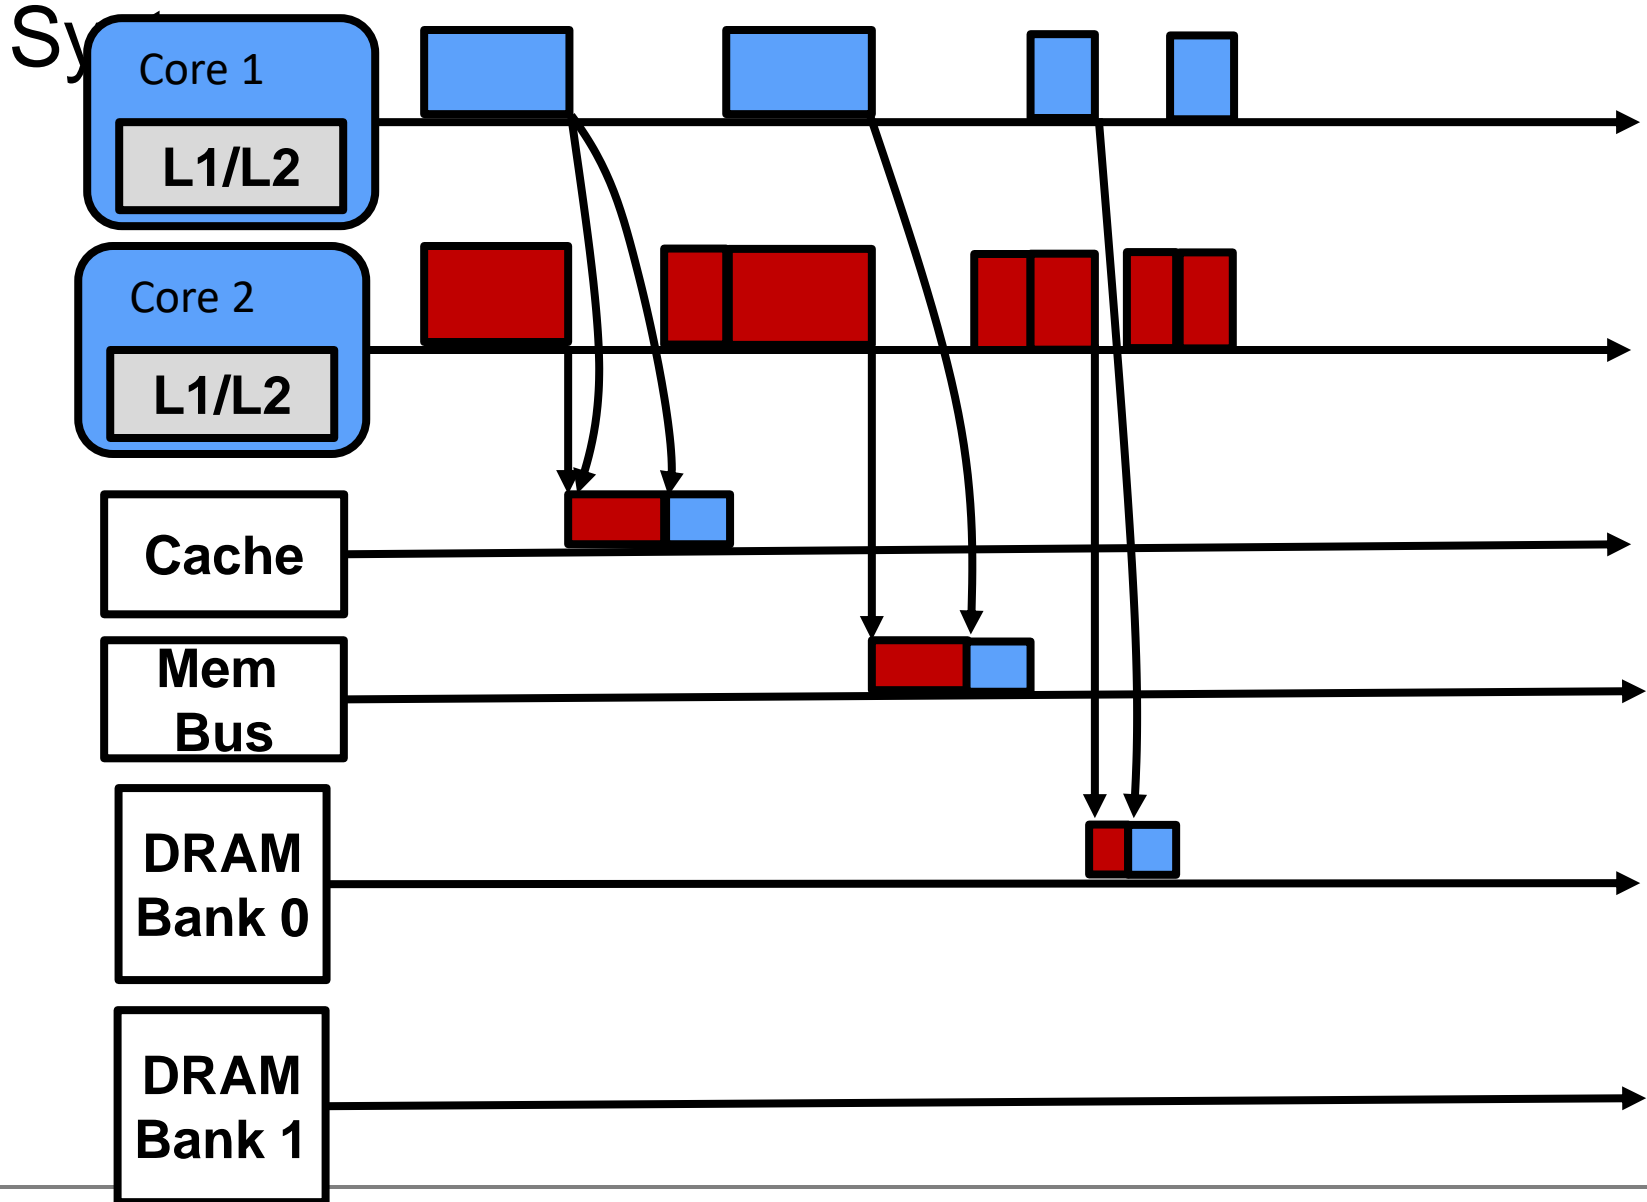 Core 1
L1/L2
Core 2
L1/L2
Cache
Mem
Bus
DRAM
Bank 0
DRAM
Bank 1